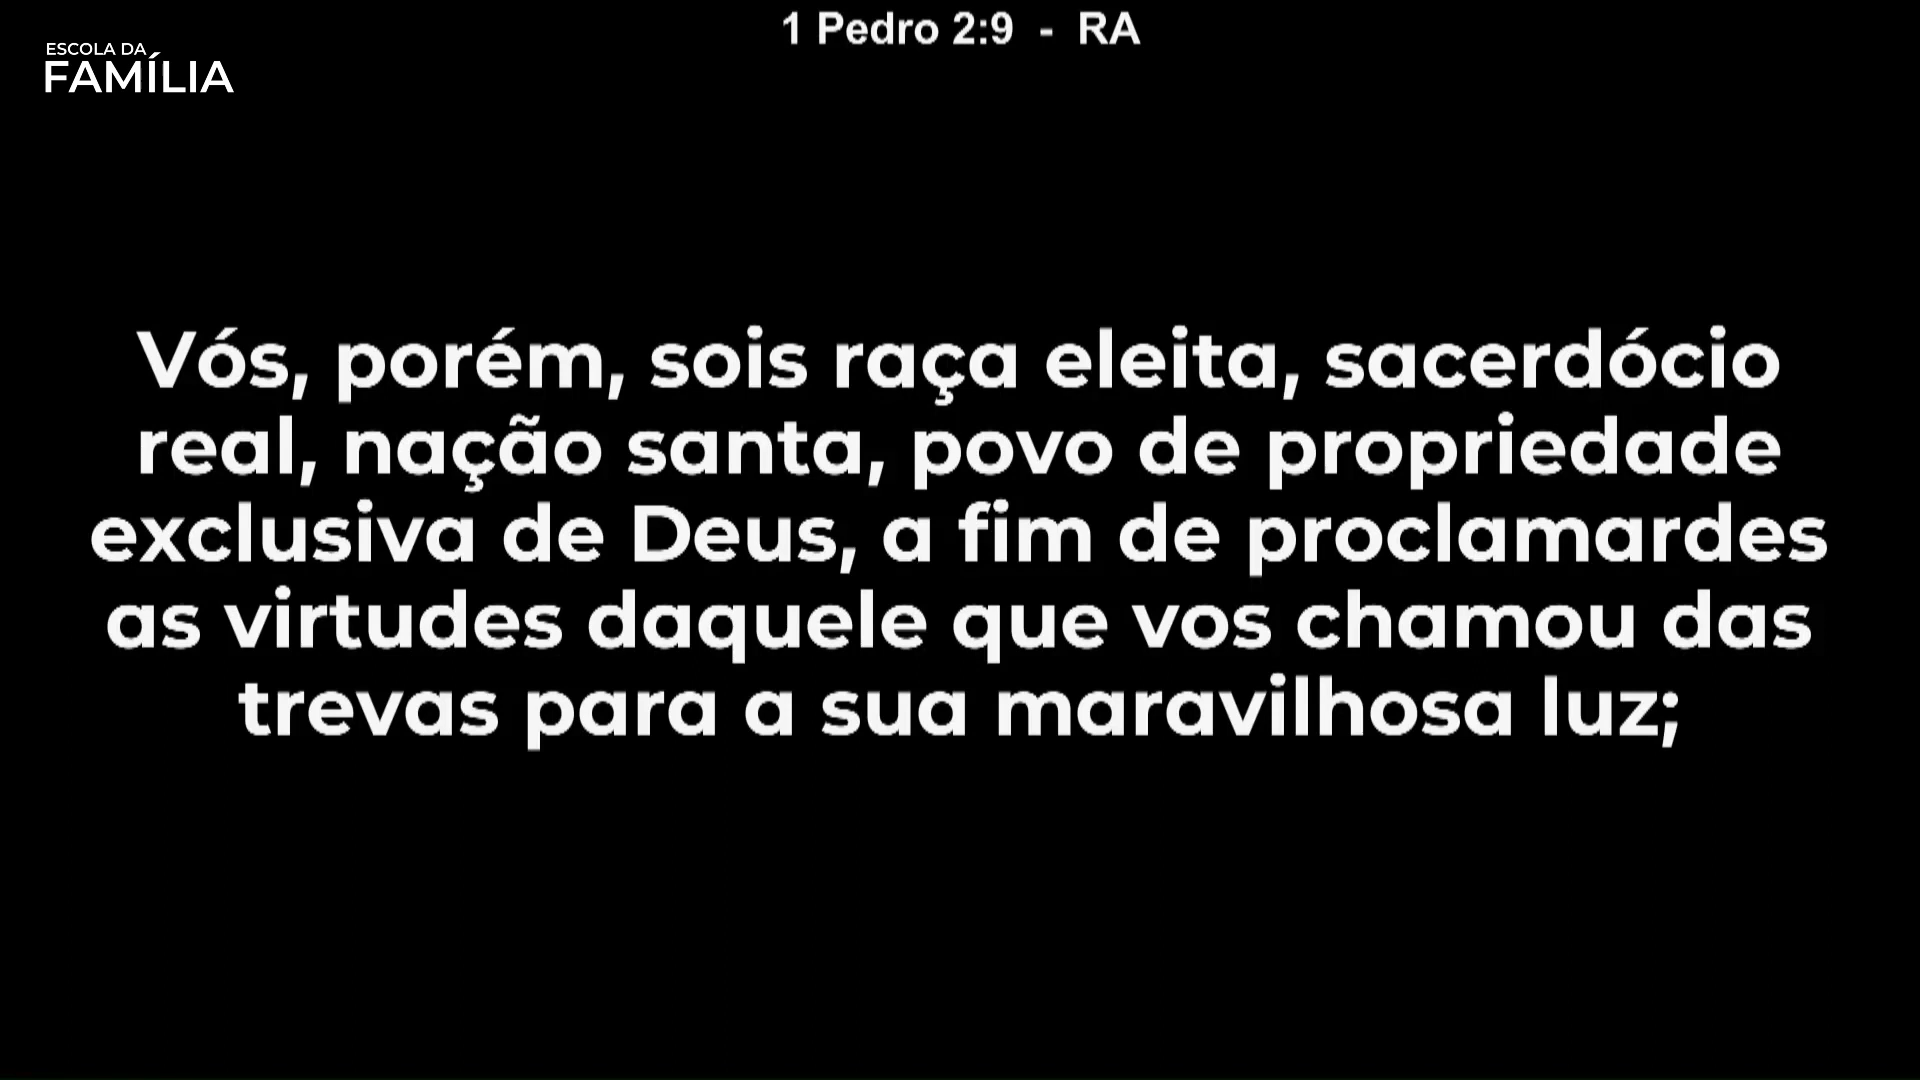 1 Pedro 2:9 - RA
ESCOLA DA
FAMÍLIA
Vós, porém, sois raça eleita, sacerdócio
real, nação santa, povo de propriedade
exclusiva de Deus, a fim de proclamardes
as virtudes daquele que vos chamou das
trevas para a sua maravilhosa luz;